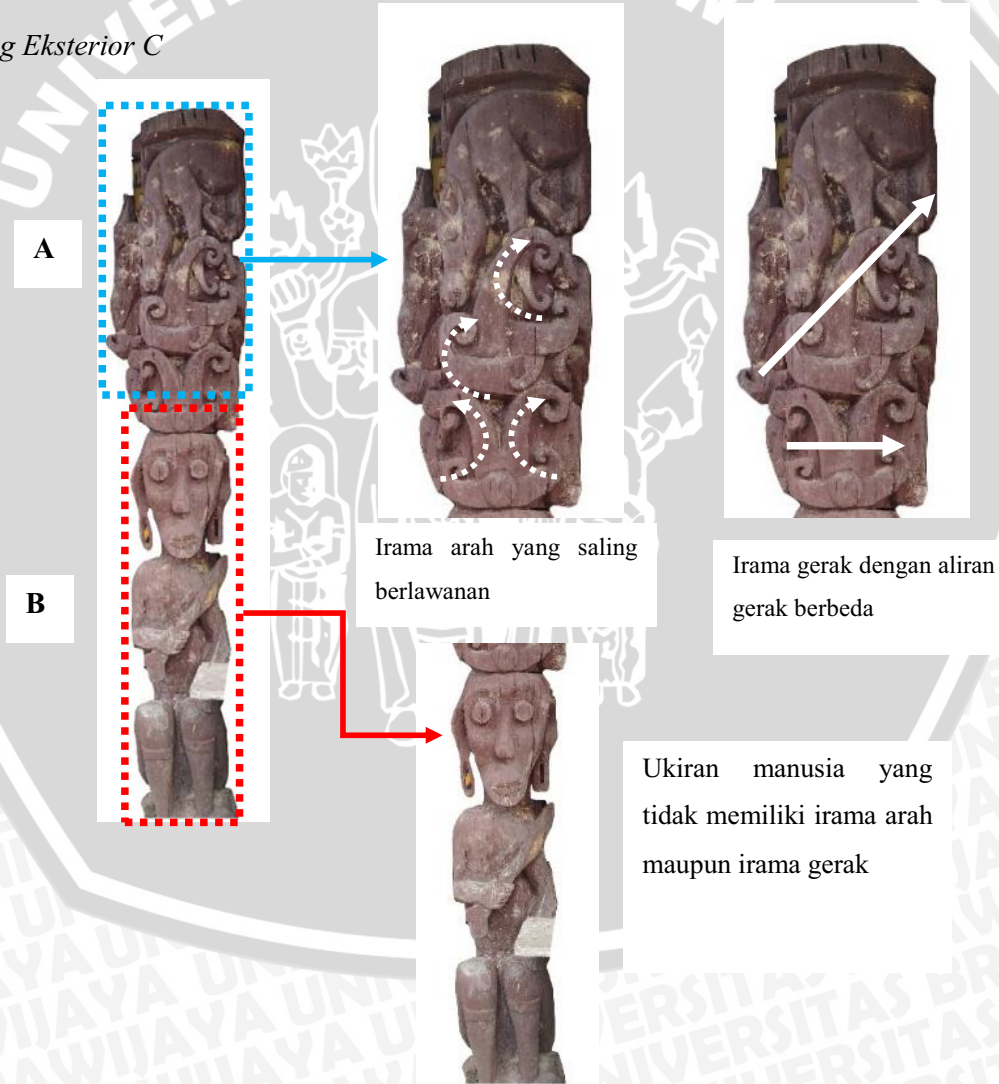 g Eksterior C
A
B
Irama arah yang saling
berlawanan
Irama gerak dengan aliran
gerak berbeda
Ukiran manusia yang
tidak memiliki irama arah
maupun irama gerak